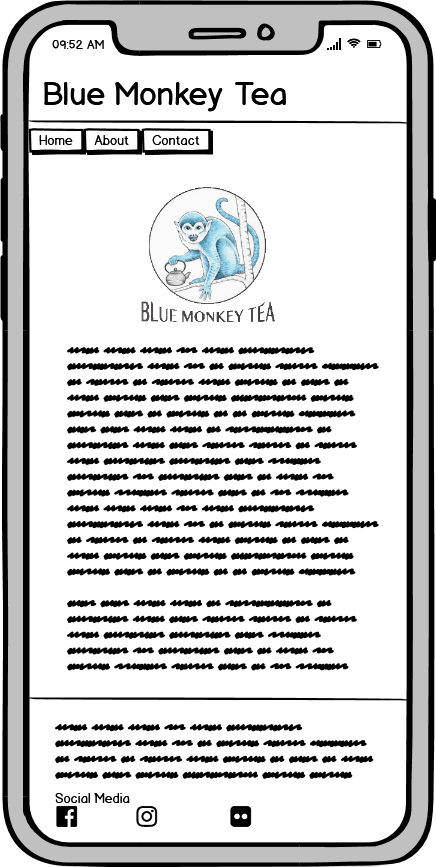 09:52 AM
Blue Monkey Tea
Home About Contact
BLUE MONKEY TEA
Social Media